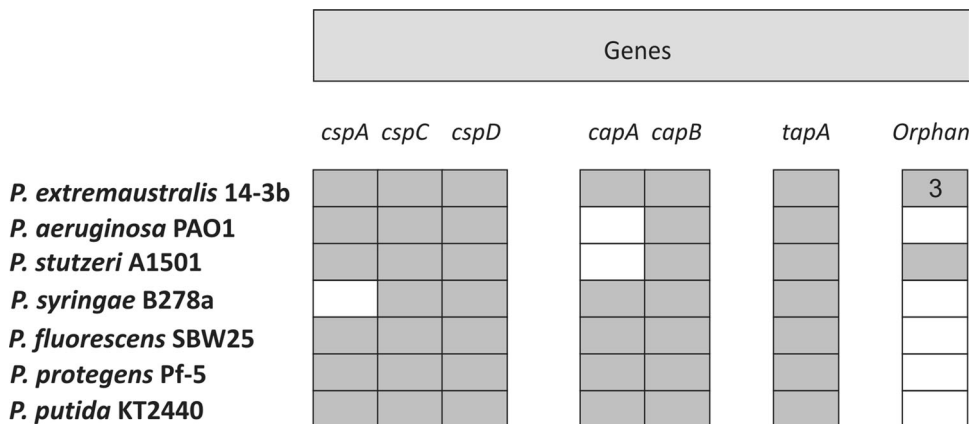 Genes
cspA cspC cspD capA capB tapA Orphan
P. extremaustralis 14-3b 3
P. aeruginosa PAO1
P. stutzeri A1501
P. syringae B278a
P. fluorescens SBW25
P. protegens Pf-5
P. putida KT2440